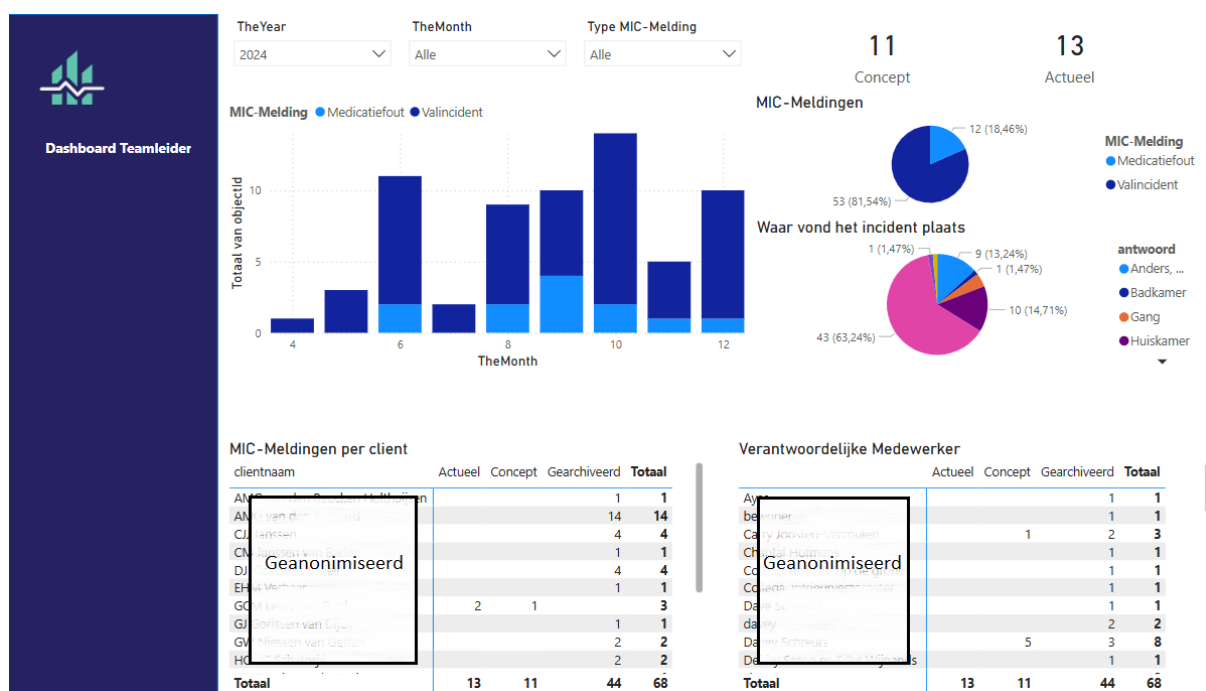 TheYear
TheMonth
Type MIC-Melding
2024
Alle
Alle
11
Concept
13
Actueel
Dashboard Teamleider
MIC-Melding Medicatiefout Valincident
Totaal van objectId
10
5
0
4 6 8 10 12
TheMonth
MIC-Meldingen
12 (18,46%)
53 (81,54%)
MIC-Melding
Medicatiefout
Valincident
Waar vond het incident plaats
1 (1,47%)
9 (13,24%)
1 (1,47%)
10 (14,71%)
43 (63,24%)
antwoord
Anders, ...
Badkamer
Gang
Huiskamer
MIC-Meldingen per client
clientnaam Actueel Concept Gearchiveerd Totaal
1 1
14 14
4 4
1 1
4 4
1 1
2 1 3
1 1
2 2
2 2
Geanonimiseerd
Totaal 13 11 44 68
Verantwoordelijke Medewerker
Actueel Concept Gearchiveerd Totaal
1 1
1 1
1 2 3
1 1
1 1
1 1
1 1
2 2
5 3 8
1 1
Geanonimiseerd
Totaal 13 11 44 68